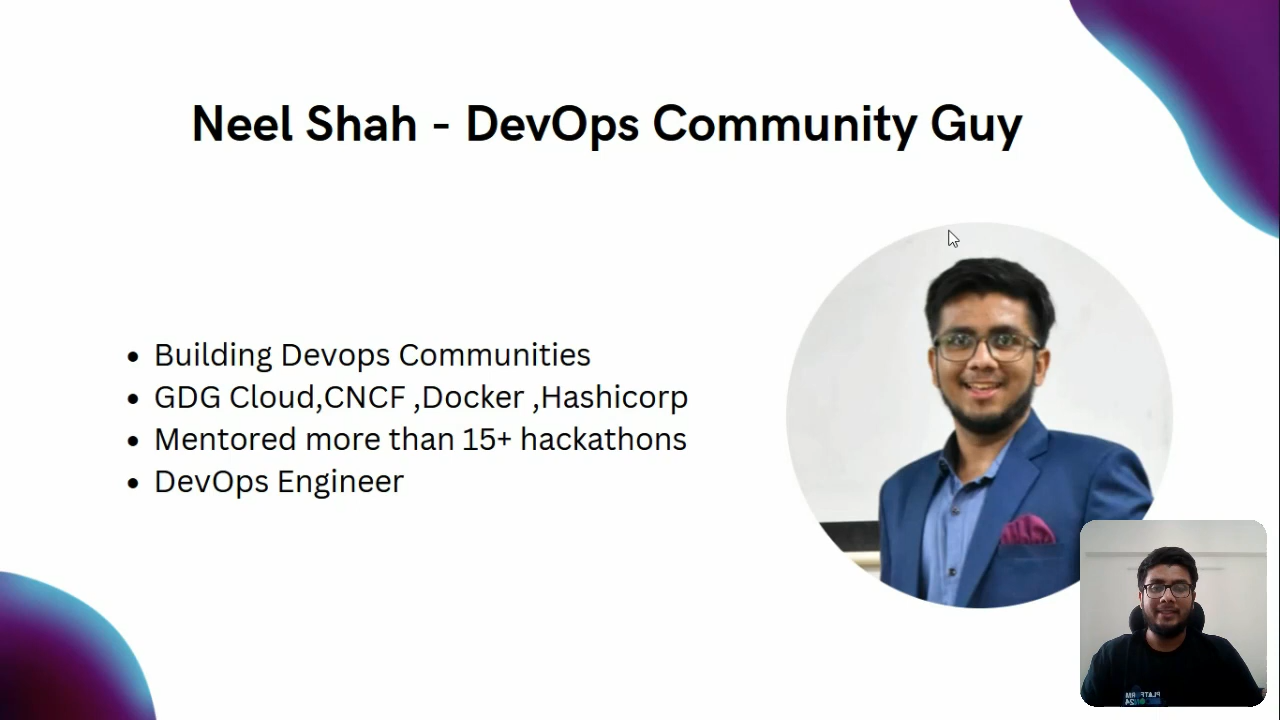 Neel Shah - DevOps Community Guy
• Building Devops Communities
• GDG Cloud,CNCF ,Docker ,Hashicorp
• Mentored more than 15+ hackathons
• DevOps Engineer